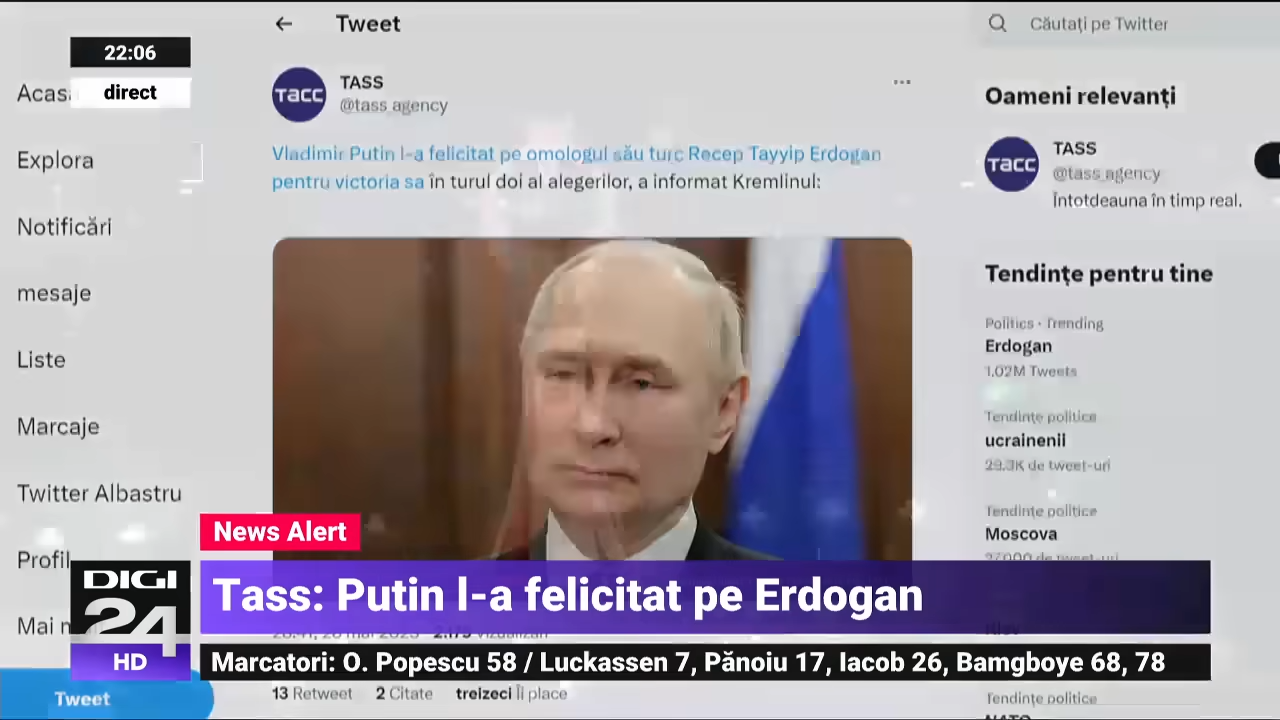 Tweet
Căutați pe Twitter
22:06
direct
TACC
TASS
@tass_agency
Oameni relevanți
Explora
Vladimir Putin l-a felicitat pe omologul său turc Recep Tayyip Erdogan
pentru victoria sa în turul doi al alegerilor, a informat Kremlinul:
TACC
TASS
@tass_agency
Întotdeauna în timp real.
Notificări
mesaje
Liste
Marcaje
Twitter Albastru
Profil
Tendințe pentru tine
Politics · Trending
Erdogan
1.02M Tweets
Tendințe politice
ucrainenii
29.3K de tweet-uri
Tendințe politice
Moscova
News Alert
DIGI
24
HD
Tass: Putin l-a felicitat pe Erdogan
Marcatori: O. Popescu 58 / Luckassen 7, Pănoiu 17, Iacob 26, Bamgboye 68, 78
Tweet
13 Retweet 2 Citate treizeci Îi place
Tendințe politice